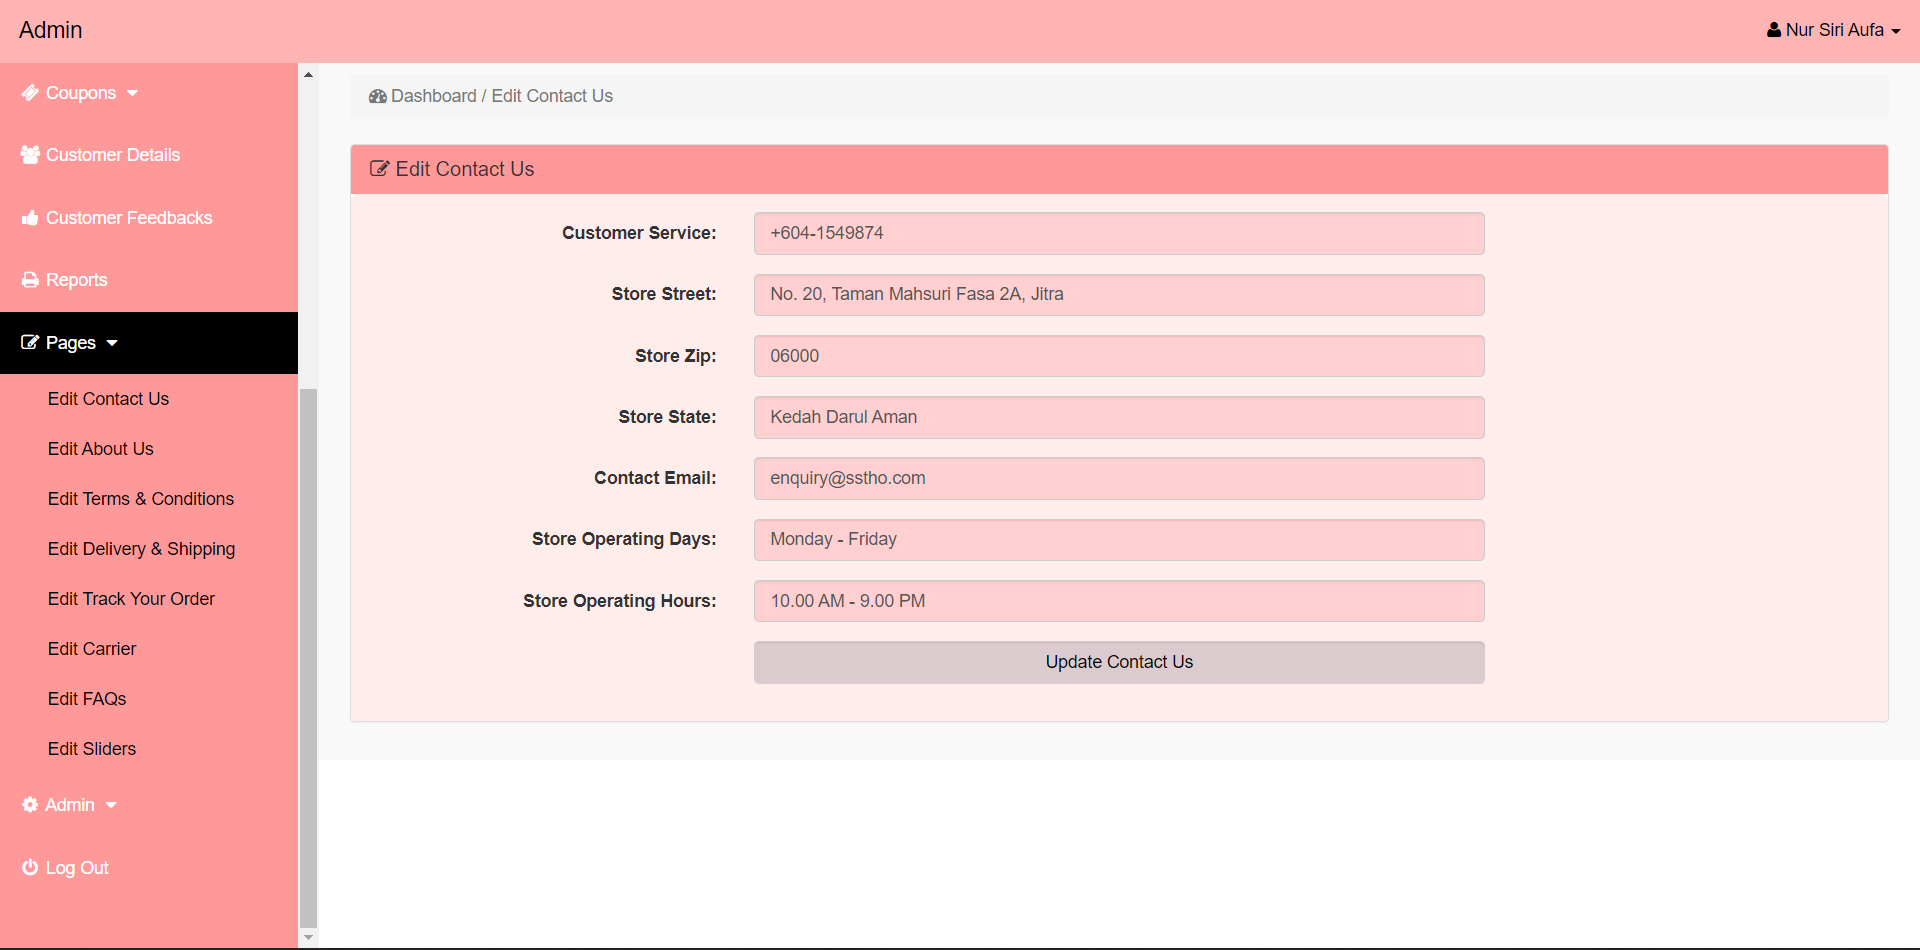 Admin
Nur Siri Aufa
Coupons
Customer Details
Customer Feedbacks
Reports
Pages
Edit Contact Us
Edit About Us
Edit Terms & Conditions
Edit Delivery & Shipping
Edit Track Your Order
Edit Carrier
Edit FAQs
Edit Sliders
Admin
Log Out
Dashboard / Edit Contact Us
Edit Contact Us
Customer Service: +604-1549874
Store Street: No. 20, Taman Mahsuri Fasa 2A, Jitra
Store Zip: 06000
Store State: Kedah Darul Aman
Contact Email: enquiry@sstho.com
Store Operating Days: Monday - Friday
Store Operating Hours: 10.00 AM - 9.00 PM
Update Contact Us